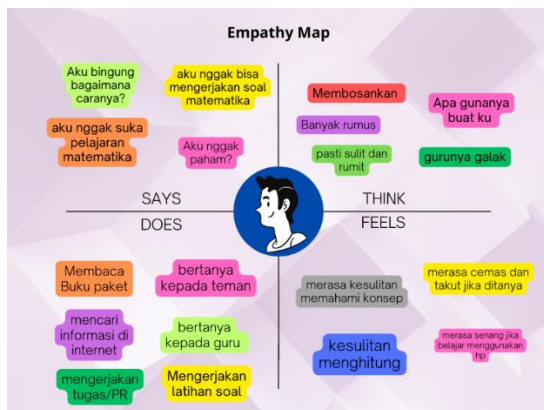 Empathy Map
Aku bingung
bagaimana
caranya?
aku nggak bisa
mengerjakan soal
matematika
aku nggak suka
pelajaran
matematika
Aku nggak
paham?
SAYS
Membosankan
Apa gunanya
buat ku
Banyak rumus
pasti sulit dan
rumit
gurunya galak
THINK
DOES
Membaca
Buku paket
bertanya
kepada teman
mencari
informasi di
internet
bertanya
kepada guru
mengerjakan
tugas/PR
Mengerjakan
latihan soal
FEELS
merasa kesulitan
memahami konsep
merasa cemas dan
takut jika ditanya
kesulitan
menghitung
merasa senang jika
belajar menggunakan
hp